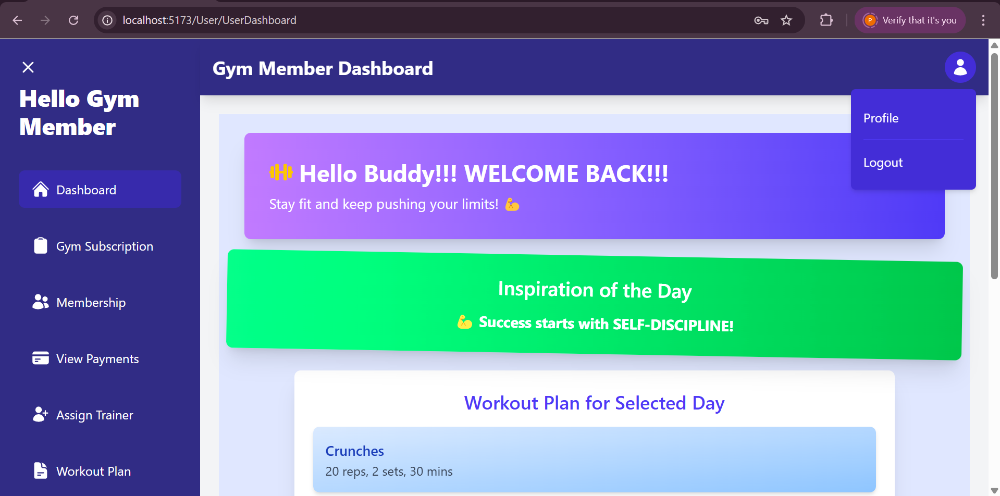 localhost:5173/User/UserDashboard
P
Verify that it's you
Hello Gym
Member
Dashboard
Gym Subscription
Membership
View Payments
Assign Trainer
Workout Plan
Gym Member Dashboard
Profile
Logout
Hello Buddy!!! WELCOME BACK!!!
Stay fit and keep pushing your limits! 💪
Inspiration of the Day
💪 Success starts with SELF-DISCIPLINE!
Workout Plan for Selected Day
Crunches
20 reps, 2 sets, 30 mins